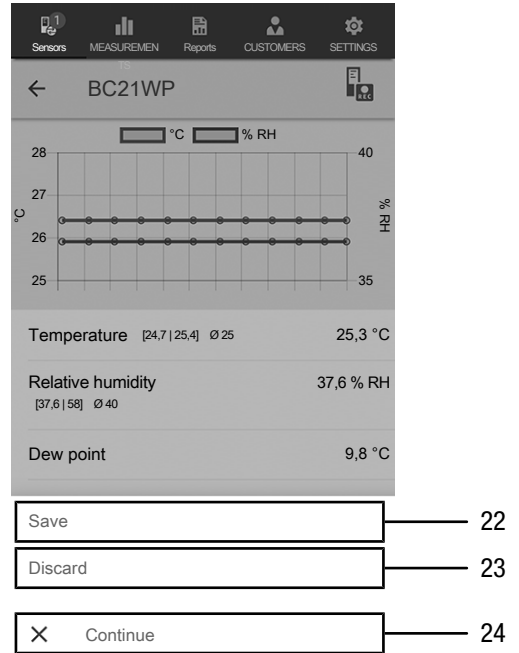 1
Sensors MEASUREMEN Reports CUSTOMERS SETTINGS
TS
BC21WP
REC
°C % RH
28 40
27
°C % RH
26
25 35
Temperature [24,7 | 25,4] Ø 25 25,3 °C
Relative humidity 37,6 % RH
[37,6 | 58] Ø 40
Dew point 9,8 °C
Save 22
Discard 23
Continue 24